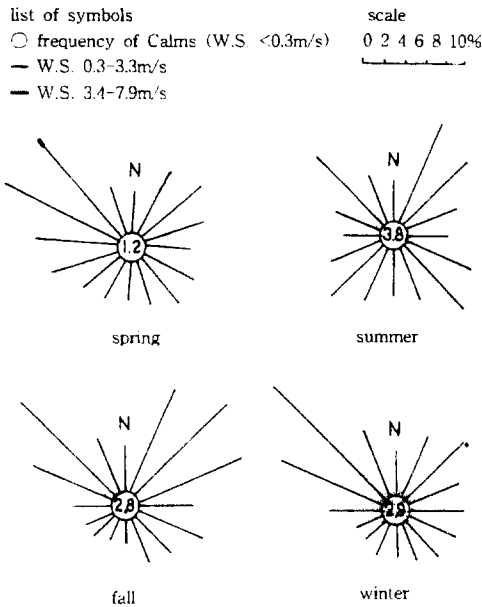 list of symbols
○ frequency of Calms (W.S. <0.3m/s)
— W.S. 0.3-3.3m/s
— W.S. 3.4-7.9m/s
scale
0 2 4 6 8 10%
N
1.2
spring
N
3.8
summer
N
2.8
fall
N
2.9
winter